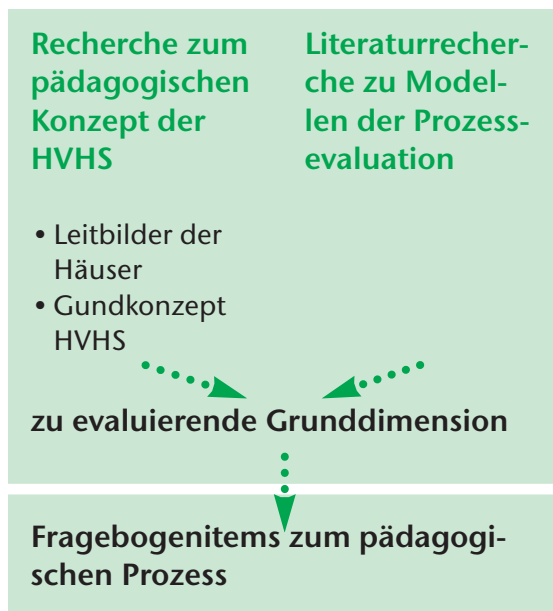 Recherche zum
pädagogischen
Konzept der
HVHS
Literaturrecher-
che zu Model-
len der Prozess-
evaluation
• Leitbilder der
Häuser
• Gundkonzept
HVHS
zu evaluierende Grunddimension
Fragebogenitems zum pädagogi-
schen Prozess